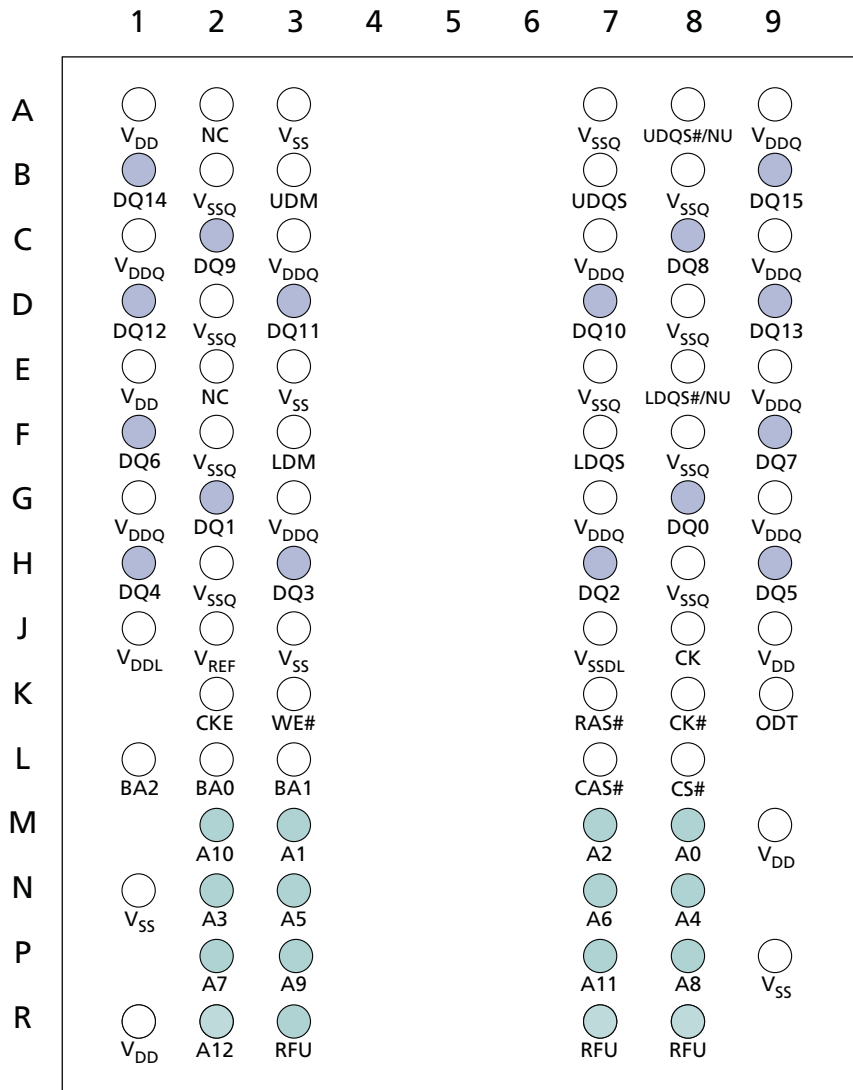 1 2 3 4 5 6 7 8 9
A
VDD NC VSS VSSQ UDQS#/NU VDDQ
B
DQ14 VSSQ UDM UDQS VSSQ DQ15
C
VDDQ DQ9 VDDQ VDDQ DQ8 VDDQ
D
DQ12 VSSQ DQ11 DQ10 VSSQ DQ13
E
VDD NC VSS VSSQ LDQS#/NU VDDQ
F
DQ6 VSSQ LDM LDQS VSSQ DQ7
G
VDDQ DQ1 VDDQ VDDQ DQ0 VDDQ
H
DQ4 VSSQ DQ3 DQ2 VSSQ DQ5
J
VDDL VREF VSS VSSDL CK VDD
K
CKE WE# RAS# CK# ODT
L
BA2 BA0 BA1 CAS# CS#
M
A10 A1 A2 A0 VDD
N
VSS A3 A5 A6 A4
P
A7 A9 A11 A8 VSS
R
VDD A12 RFU RFU RFU